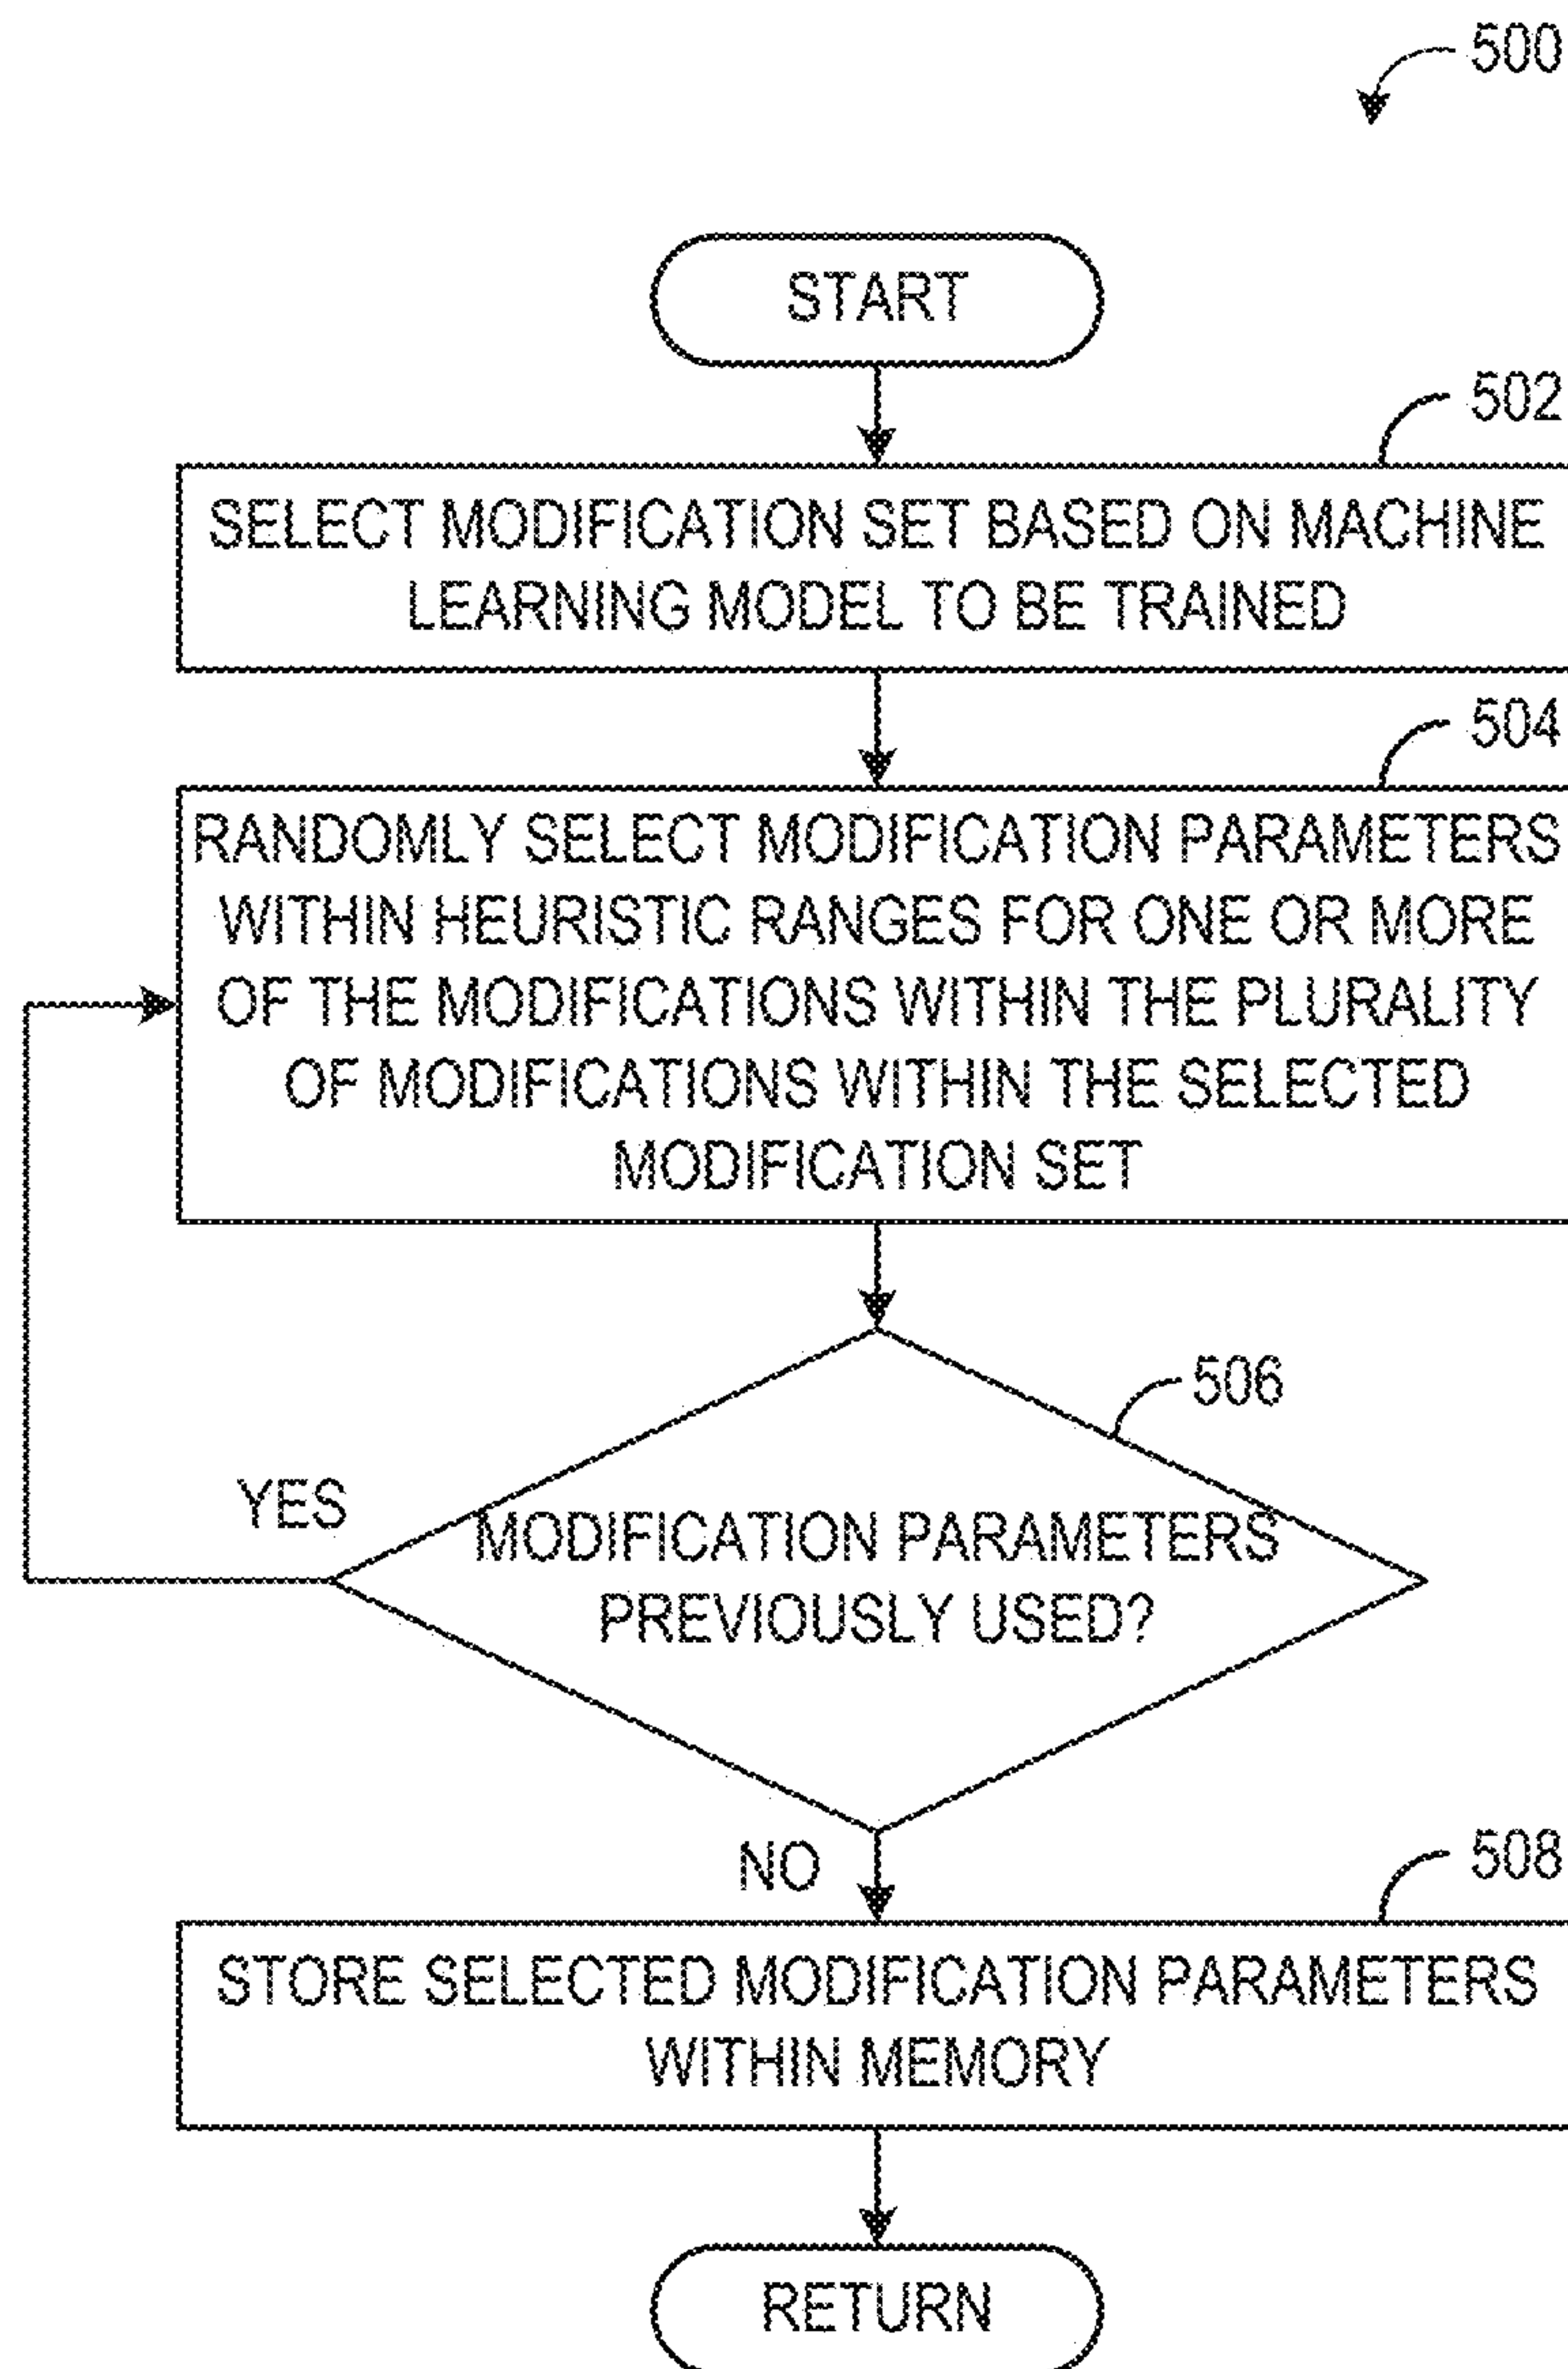 500
START
502
SELECT MODIFICATION SET BASED ON MACHINE
LEARNING MODEL TO BE TRAINED
504
RANDOMLY SELECT MODIFICATION PARAMETERS
WITHIN HEURISTIC RANGES FOR ONE OR MORE
OF THE MODIFICATIONS WITHIN THE PLURALITY
OF MODIFICATIONS WITHIN THE SELECTED
MODIFICATION SET
506
YES
MODIFICATION PARAMETERS
PREVIOUSLY USED?
NO
508
STORE SELECTED MODIFICATION PARAMETERS
WITHIN MEMORY
RETURN